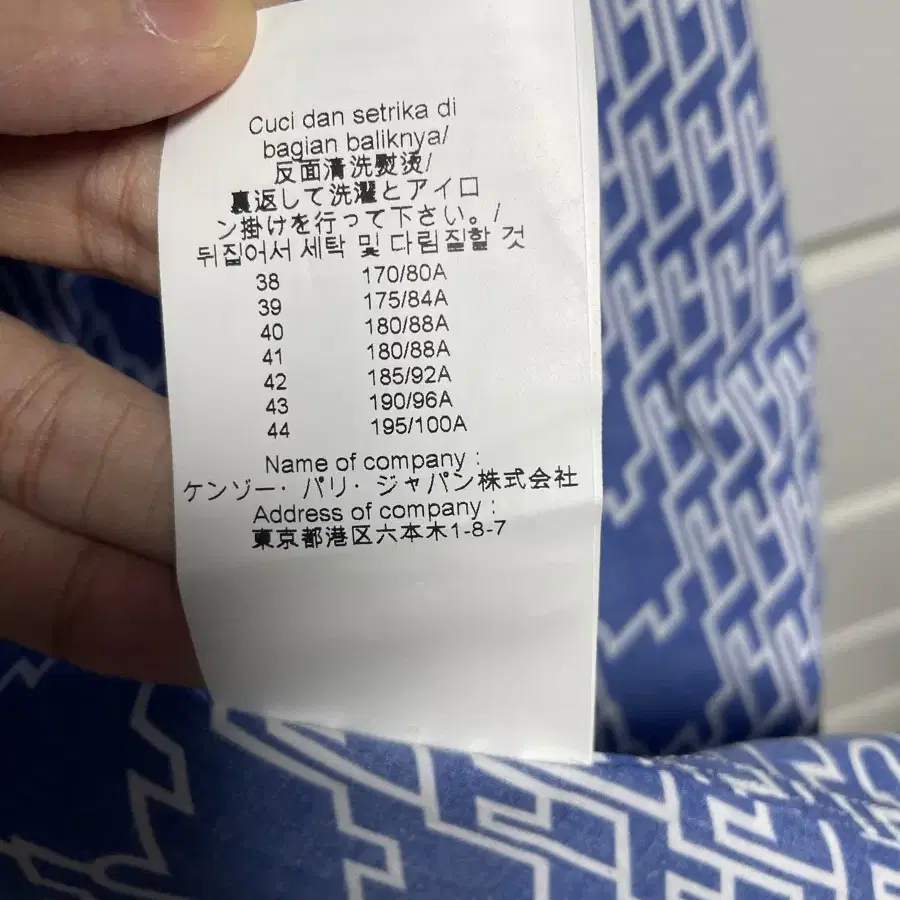 Cuci dan setrika di
bagian baliknya/
反面清洗熨烫/
裏返して洗濯とアイロ
ン掛けを行って下さい。/
뒤집어서 세탁 및 다림질할 것
38 170/80A
39 175/84A
40 180/88A
41 180/88A
42 185/92A
43 190/96A
44 195/100A
Name of company :
ケンゾー・パリ・ジャパン株式会社
Address of company :
東京都港区六本木1-8-7